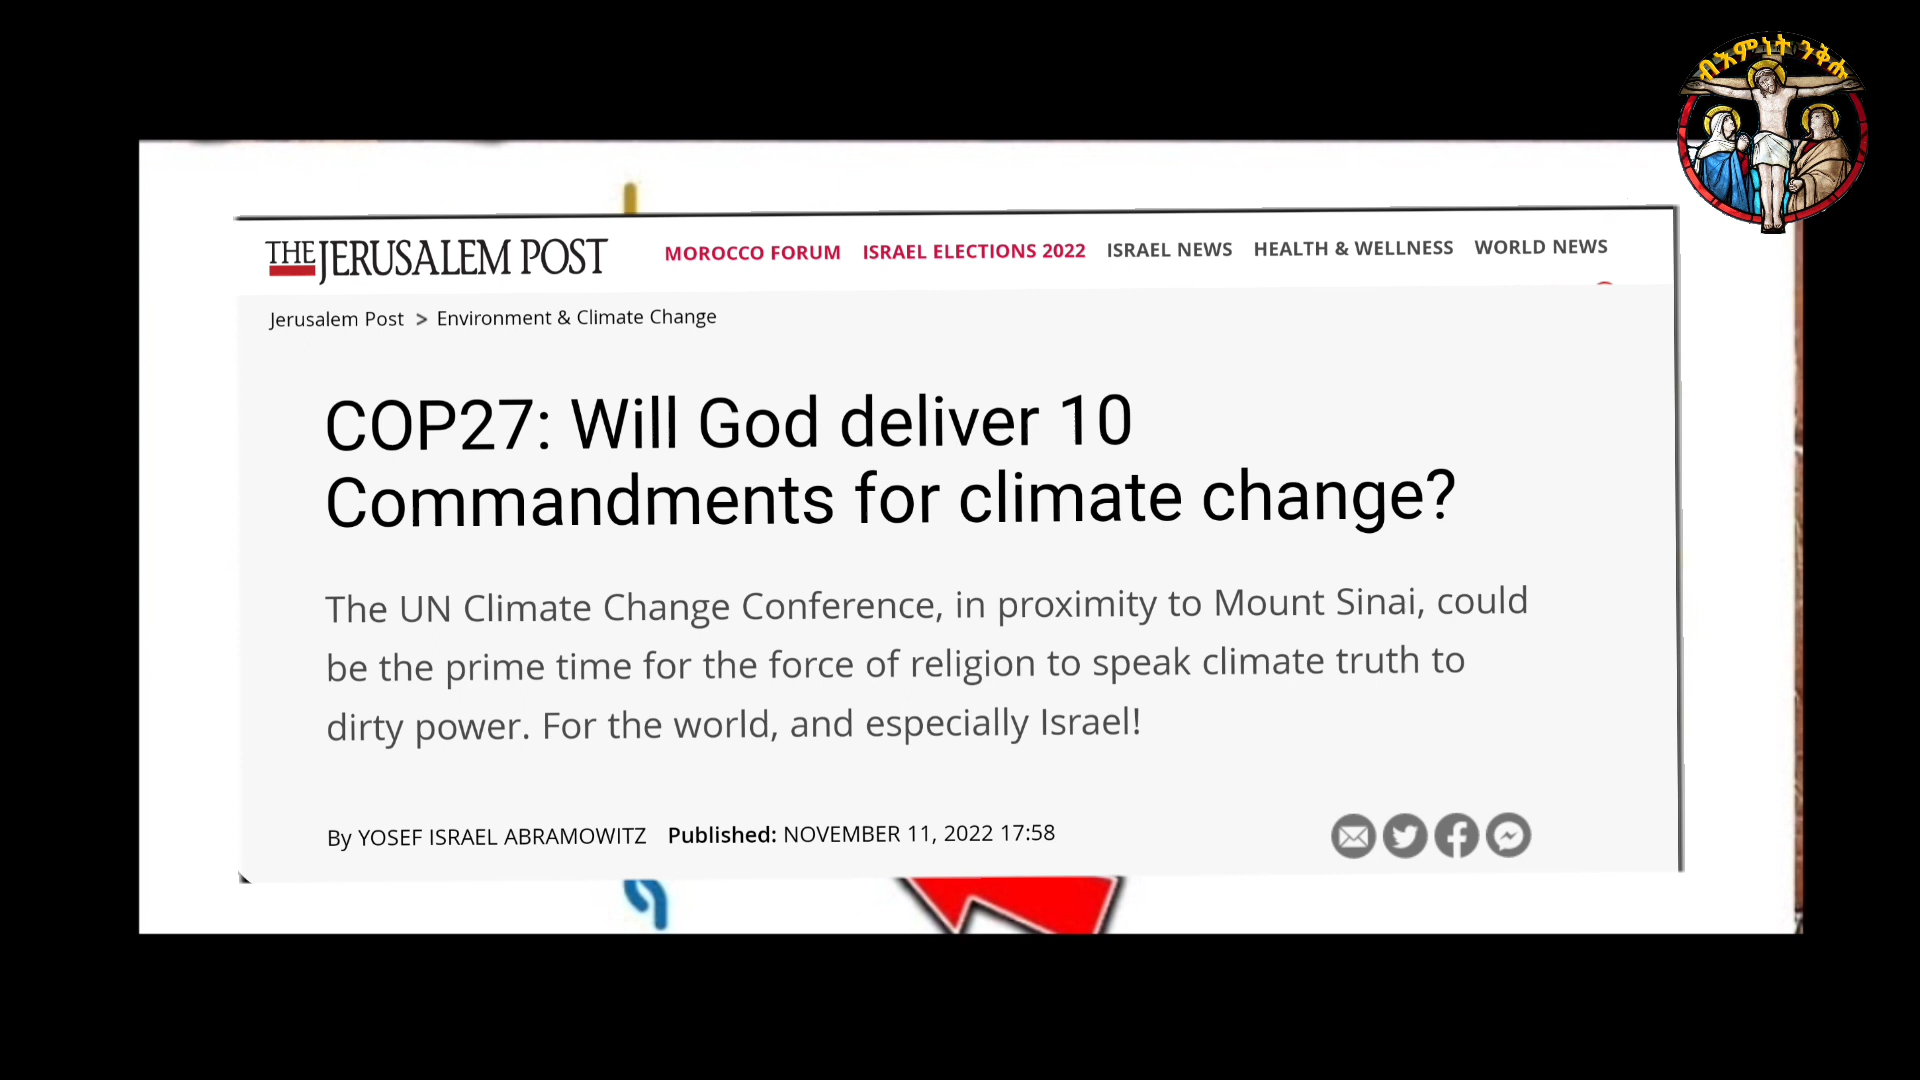 ብእምነት ንቅሑ
THE JERUSALEM POST
MOROCCO FORUM ISRAEL ELECTIONS 2022 ISRAEL NEWS HEALTH & WELLNESS WORLD NEWS
Jerusalem Post > Environment & Climate Change
COP27: Will God deliver 10
Commandments for climate change?
The UN Climate Change Conference, in proximity to Mount Sinai, could
be the prime time for the force of religion to speak climate truth to
dirty power. For the world, and especially Israel!
By YOSEF ISRAEL ABRAMOWITZ Published: NOVEMBER 11, 2022 17:58